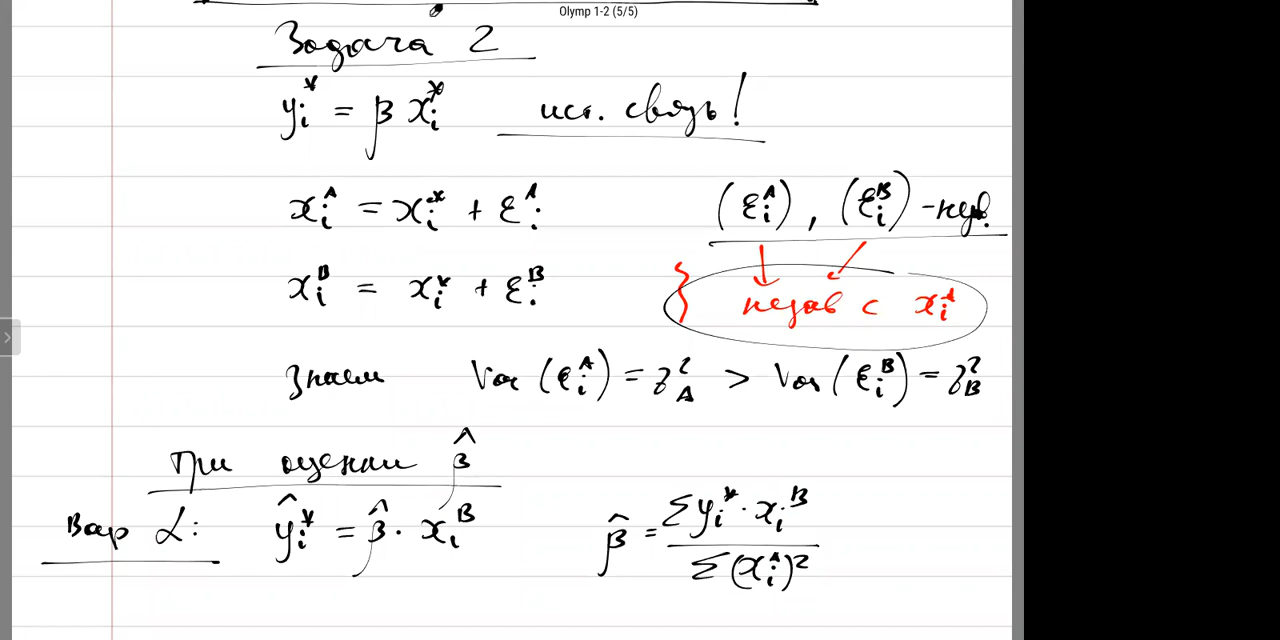 Olymp 1-2 (5/5)
Задача 2
y_i^* = β x_i^* ист. связь!
x_i^A = x_i^* + ε_i^A (ε_i^A), (ε_i^B) - нез.
x_i^B = x_i^* + ε_i^B незав с x_i^*
Знаем Var (ε_i^A) = σ_A^2 > Var (ε_i^B) = σ_B^2
При оценки β̂
Вар α: ŷ_i^* = β̂ · x_i^B β̂ = Σ y_i^* · x_i^B / Σ (x_i^A)^2